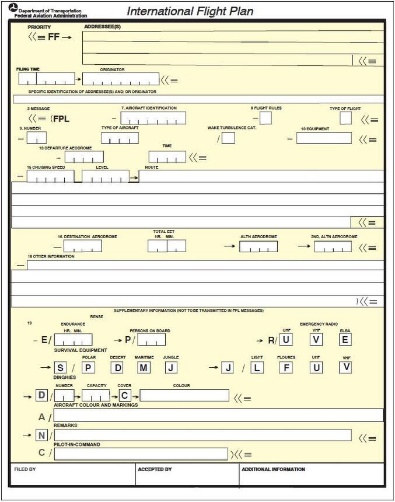 Department of Transportation
Federal Aviation Administration
International Flight Plan
PRIORITY
ADDRESSEE(S)
<<≡ FF →
<<≡
FILING TIME
ORIGINATOR
→ <<≡
SPECIFIC IDENTIFICATION OF ADDRESSEE(S) AND / OR ORIGINATOR
3 MESSAGE
7. AIRCRAFT IDENTIFICATION
8 FLIGHT RULES
TYPE OF FLIGHT
<<≡ (FPL – – <<≡
9. NUMBER
TYPE OF AIRCRAFT
WAKE TURBULENCE CAT.
10 EQUIPMENT
– / – <<≡
13 DEPARTURE AERODROME
TIME
– <<≡
15 CRUISING SPEED
LEVEL
ROUTE
– →
<<≡
TOTAL EET
16. DESTINATION AERODROME
HR. MIN.
ALTN AERODROME
2ND. ALTN AERODROME
– → → <<≡
18 OTHER INFORMATION
–
)<<≡
SUPPLEMENTARY INFORMATION (NOT TO BE TRANSMITTED IN FPL MESSAGES)
19
ENDURANCE
EMERGENCY RADIO
HR. MIN.
PERSONS ON BOARD
UHF
VHF
ELBA
– E / → P / → R / U V E
SURVIVAL EQUIPMENT
POLAR
DESERT
MARITIME
JUNGLE
LIGHT
FLOURES
UHF
VHF
→ S / P D M J → J / L F U V
DINGHIES
NUMBER
CAPACITY
COVER
COLOUR
→ D / → → C → <<≡
AIRCRAFT COLOUR AND MARKINGS
A /
REMARKS
→ N / <<≡
PILOT-IN-COMMAND
C / )<<≡
FILED BY
ACCEPTED BY
ADDITIONAL INFORMATION